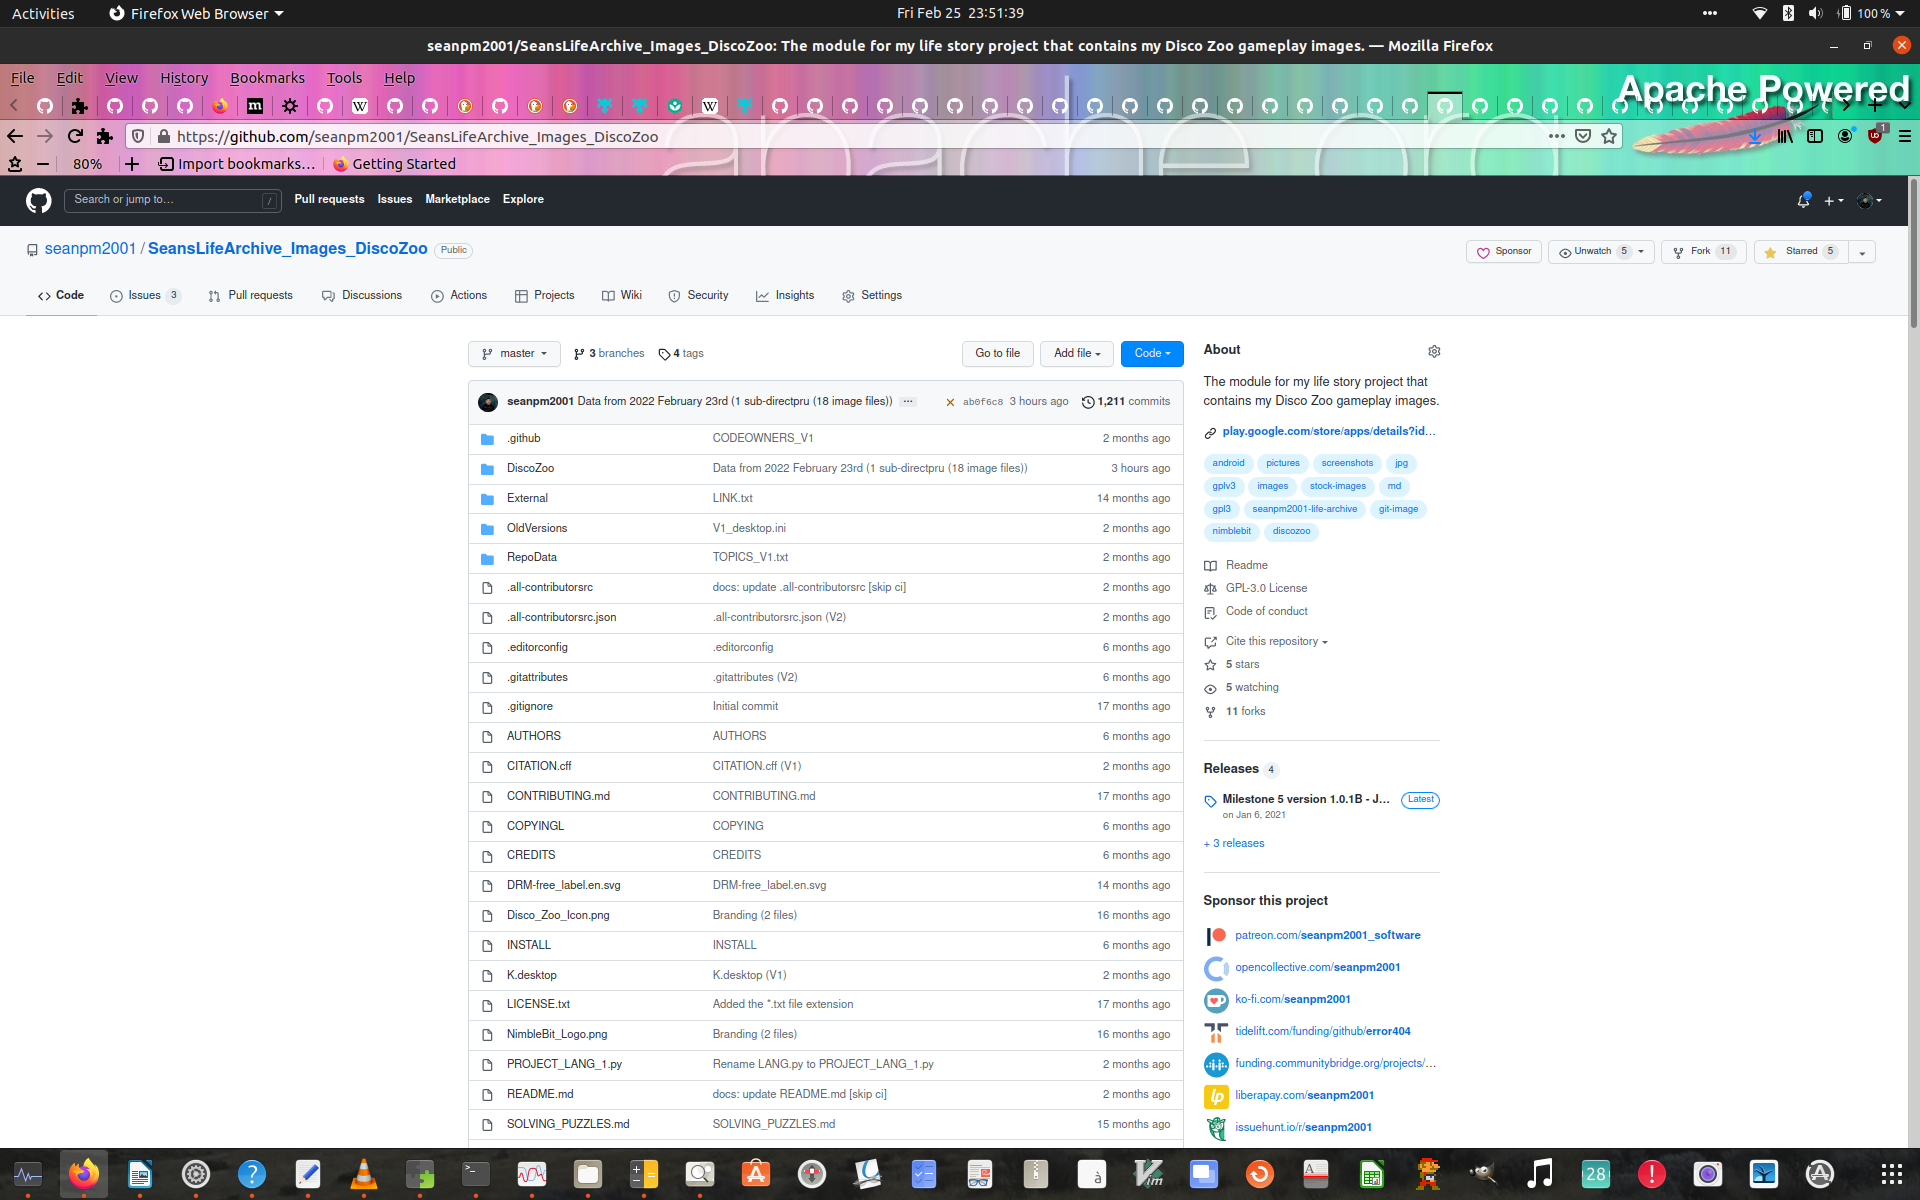 Activities Firefox Web Browser Fri Feb 25 23:51:39 100 %
seanpm2001/SeansLifeArchive_Images_DiscoZoo: The module for my life story project that contains my Disco Zoo gameplay images. — Mozilla Firefox
File Edit View History Bookmarks Tools Help
Apache Powered
https://github.com/seanpm2001/SeansLifeArchive_Images_DiscoZoo
80% Import bookmarks... Getting Started
Search or jump to... / Pull requests Issues Marketplace Explore
seanpm2001 / SeansLifeArchive_Images_DiscoZoo Public
Sponsor Unwatch 5 Fork 11 Starred 5
Code Issues 3 Pull requests Discussions Actions Projects Wiki Security Insights Settings
master 3 branches 4 tags Go to file Add file Code
seanpm2001 Data from 2022 February 23rd (1 sub-directpru (18 image files)) ... ab0f6c8 3 hours ago 1,211 commits
.github CODEOWNERS_V1 2 months ago
DiscoZoo Data from 2022 February 23rd (1 sub-directpru (18 image files)) 3 hours ago
External LINK.txt 14 months ago
OldVersions V1_desktop.ini 2 months ago
RepoData TOPICS_V1.txt 2 months ago
.all-contributorsrc docs: update .all-contributorsrc [skip ci] 2 months ago
.all-contributorsrc.json .all-contributorsrc.json (V2) 2 months ago
.editorconfig .editorconfig 6 months ago
.gitattributes .gitattributes (V2) 6 months ago
.gitignore Initial commit 17 months ago
AUTHORS AUTHORS 6 months ago
CITATION.cff CITATION.cff (V1) 2 months ago
CONTRIBUTING.md CONTRIBUTING.md 17 months ago
COPYINGL COPYING 6 months ago
CREDITS CREDITS 6 months ago
DRM-free_label.en.svg DRM-free_label.en.svg 14 months ago
Disco_Zoo_Icon.png Branding (2 files) 16 months ago
INSTALL INSTALL 6 months ago
K.desktop K.desktop (V1) 2 months ago
LICENSE.txt Added the *.txt file extension 17 months ago
NimbleBit_Logo.png Branding (2 files) 16 months ago
PROJECT_LANG_1.py Rename LANG.py to PROJECT_LANG_1.py 2 months ago
README.md docs: update README.md [skip ci] 2 months ago
SOLVING_PUZZLES.md SOLVING_PUZZLES.md 15 months ago
About
The module for my life story project that
contains my Disco Zoo gameplay images.
play.google.com/store/apps/details?id...
android pictures screenshots jpg
gplv3 images stock-images md
gpl3 seanpm2001-life-archive git-image
nimblebit discozoo
Readme
GPL-3.0 License
Code of conduct
Cite this repository
5 stars
5 watching
11 forks
Releases 4
Milestone 5 version 1.0.1B - J... Latest
on Jan 6, 2021
+ 3 releases
Sponsor this project
patreon.com/seanpm2001_software
opencollective.com/seanpm2001
ko-fi.com/seanpm2001
tidelift.com/funding/github/error404
funding.communitybridge.org/projects/...
liberapay.com/seanpm2001
issuehunt.io/r/seanpm2001
28